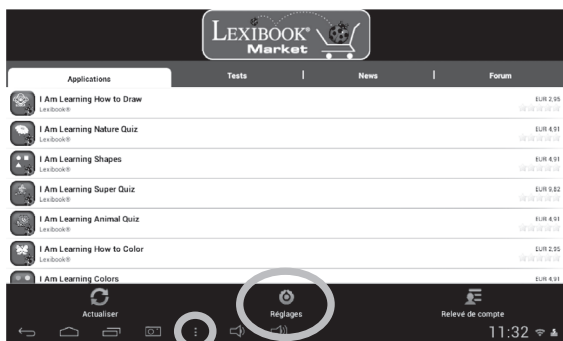 LEXIBOOK®
Market
Applications
Tests
News
Forum
I Am Learning How to Draw
EUR 2,95
Lexibook®
I Am Learning Nature Quiz
EUR 4,91
Lexibook®
I Am Learning Shapes
EUR 4,91
Lexibook®
I Am Learning Super Quiz
EUR 9,82
Lexibook®
I Am Learning Animal Quiz
EUR 4,91
Lexibook®
I Am Learning How to Color
EUR 2,95
Lexibook®
I Am Learning Colors
EUR 4,91
Actualiser
Réglages
Relevé de compte
11:32